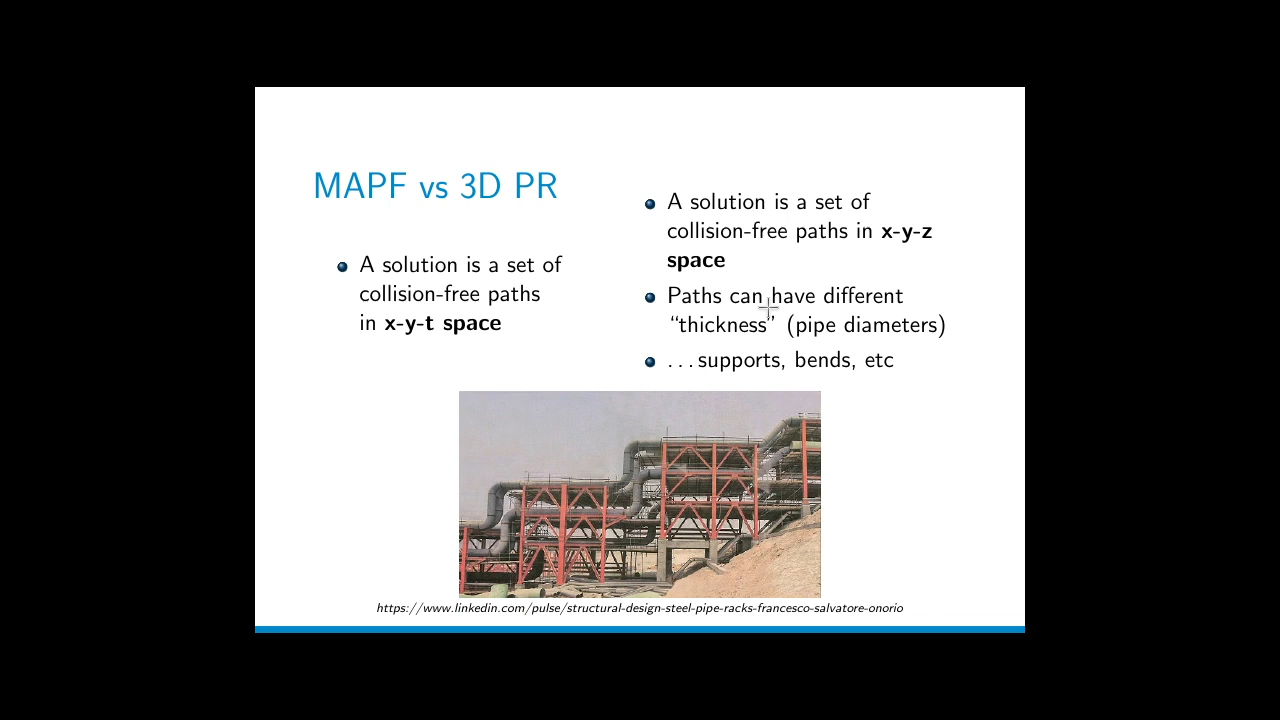 MAPF vs 3D PR
A solution is a set of
collision-free paths
in x-y-t space
A solution is a set of
collision-free paths in x-y-z
space
Paths can have different
“thickness” (pipe diameters)
...supports, bends, etc
https://www.linkedin.com/pulse/structural-design-steel-pipe-racks-francesco-salvatore-onorio